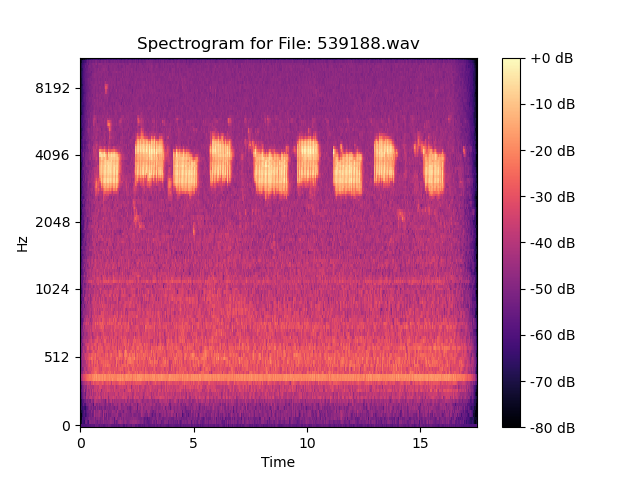 Spectrogram for File: 539188.wav
+0 dB
8192
-10 dB
4096
-20 dB
-30 dB
2048
Hz
-40 dB
1024
-50 dB
512
-60 dB
-70 dB
0
-80 dB
0 5 10 15
Time